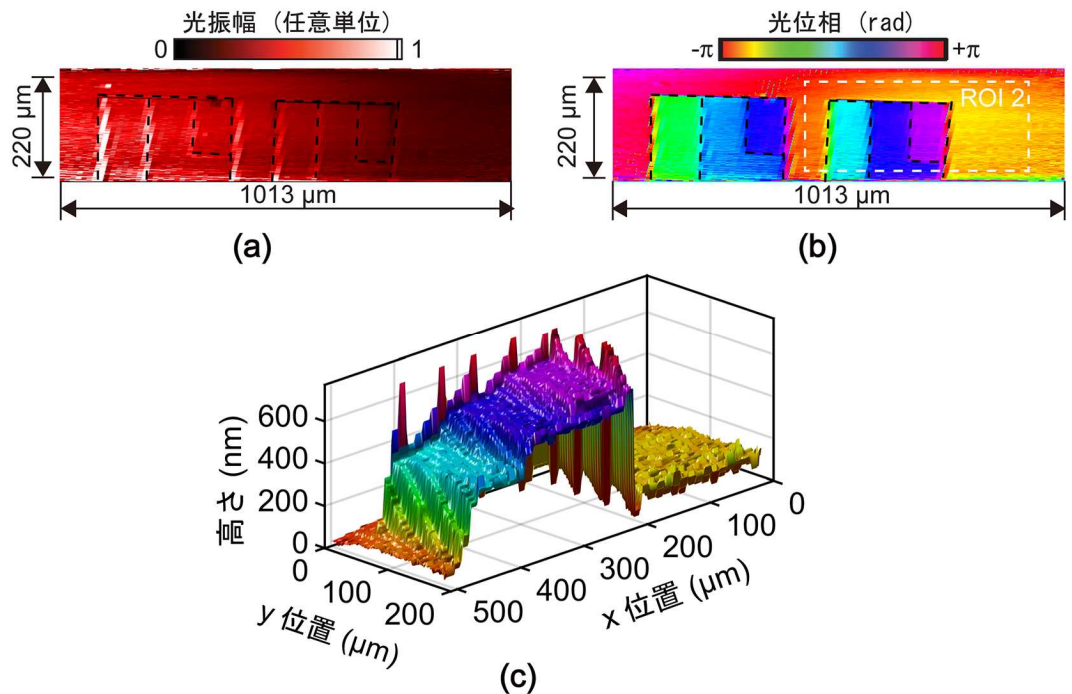 光振幅 (任意単位)
0 1
220 μm
1013 μm
(a)
光位相 (rad)
-π +π
ROI 2
220 μm
1013 μm
(b)
600
400
200
0
高さ (nm)
0
100
200
y 位置 (μm)
500
400
300
200
100
0
x 位置 (μm)
(c)